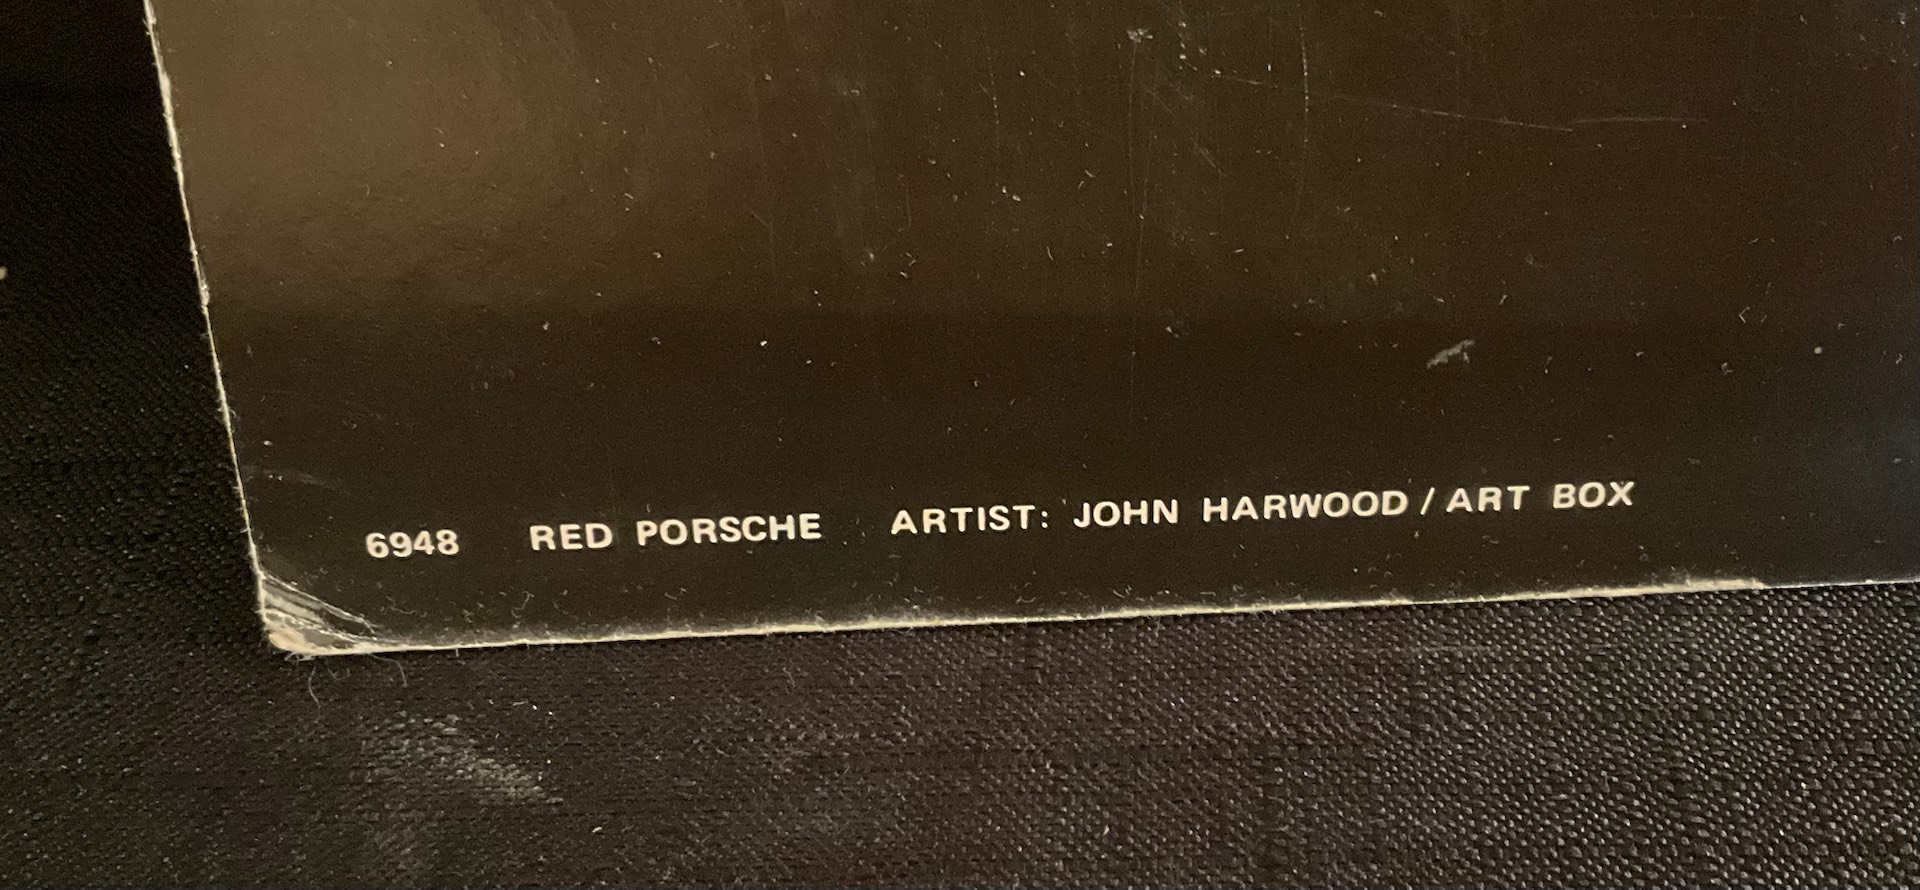 6948 RED PORSCHE ARTIST: JOHN HARWOOD / ART BOX